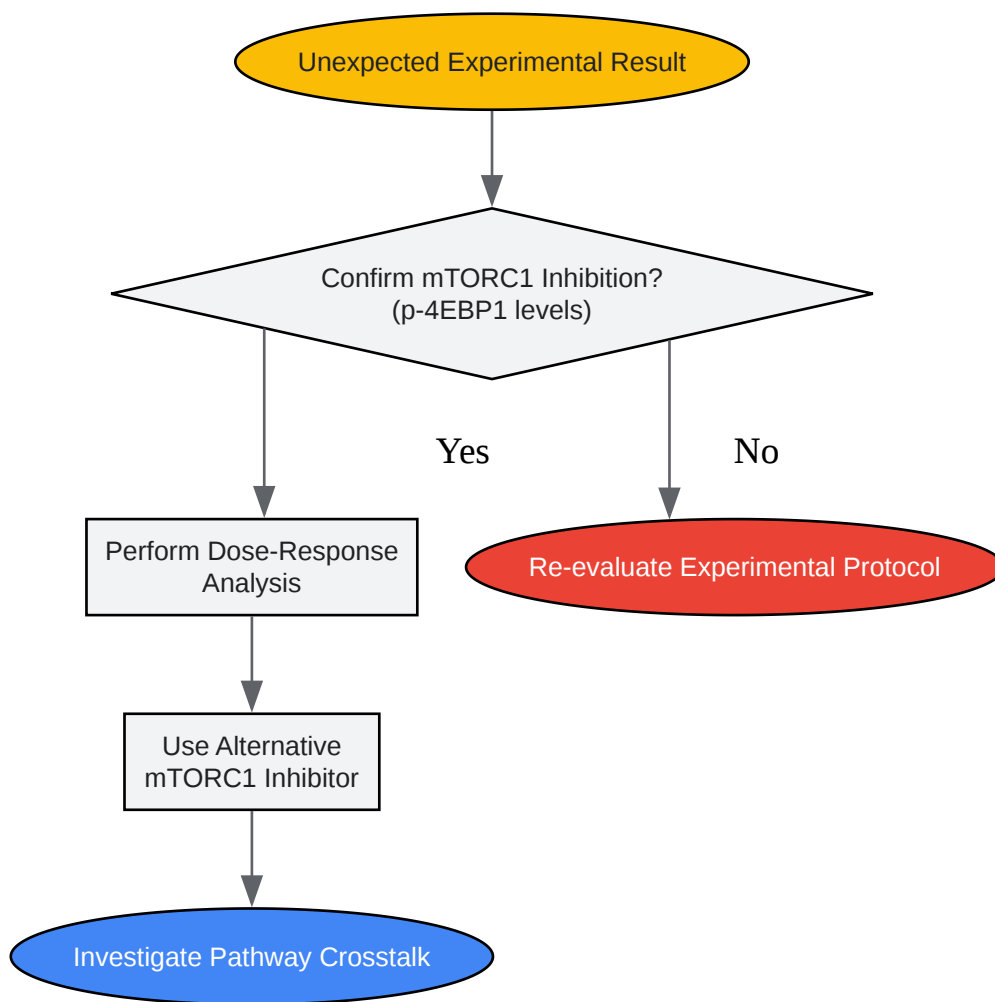 Unexpected Experimental Result
Confirm mTORC1 Inhibition?
(p-4EBP1 levels)
Yes
No
Perform Dose-Response
Analysis
Re-evaluate Experimental Protocol
Use Alternative
mTORC1 Inhibitor
Investigate Pathway Crosstalk